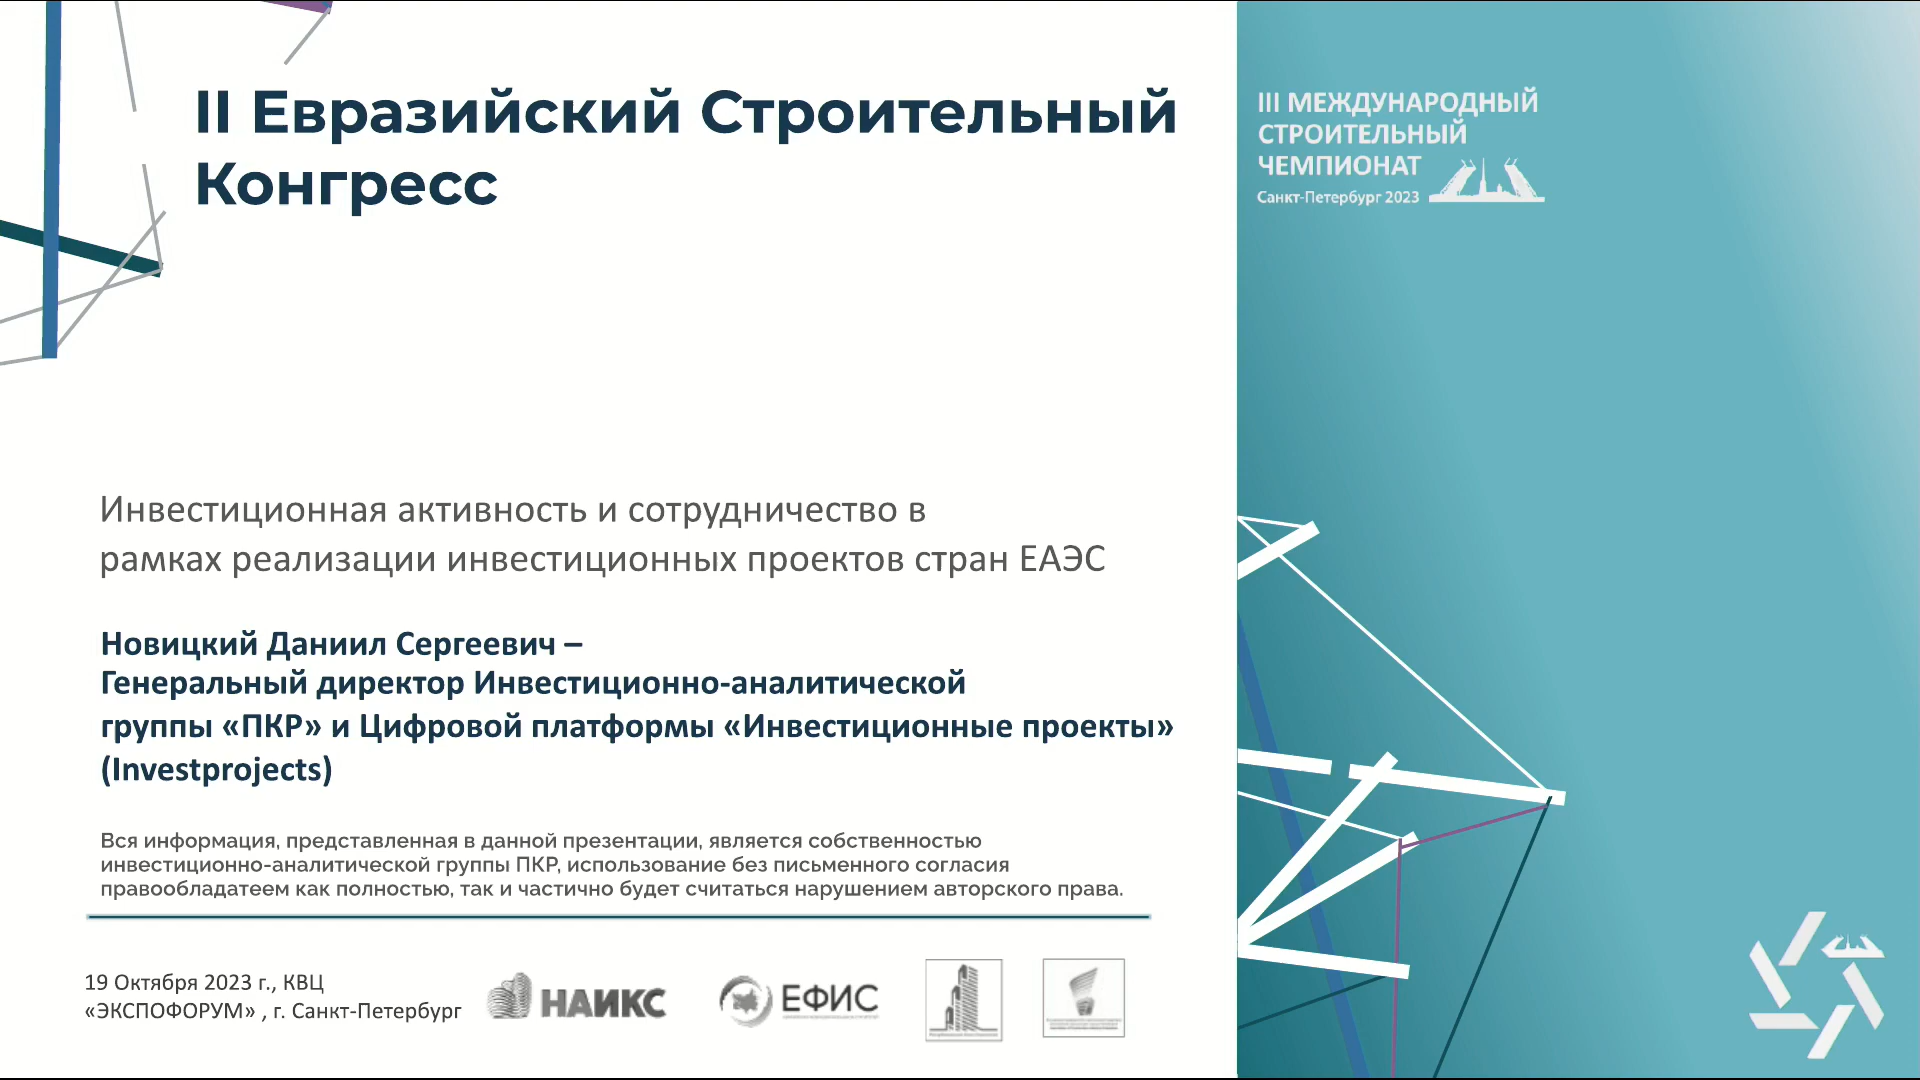 II Евразийский Строительный
Конгресс
III МЕЖДУНАРОДНЫЙ
СТРОИТЕЛЬНЫЙ
ЧЕМПИОНАТ
Санкт-Петербург 2023
Инвестиционная активность и сотрудничество в
рамках реализации инвестиционных проектов стран ЕАЭС
Новицкий Даниил Сергеевич –
Генеральный директор Инвестиционно-аналитической
группы «ПКР» и Цифровой платформы «Инвестиционные проекты»
(Investprojects)
Вся информация, представленная в данной презентации, является собственностью
инвестиционно-аналитической группы ПКР, использование без письменного согласия
правообладатеем как полностью, так и частично будет считаться нарушением авторского права.
19 Октября 2023 г., КВЦ
«ЭКСПОФОРУМ» , г. Санкт-Петербург
НАИКС
ЕФИС